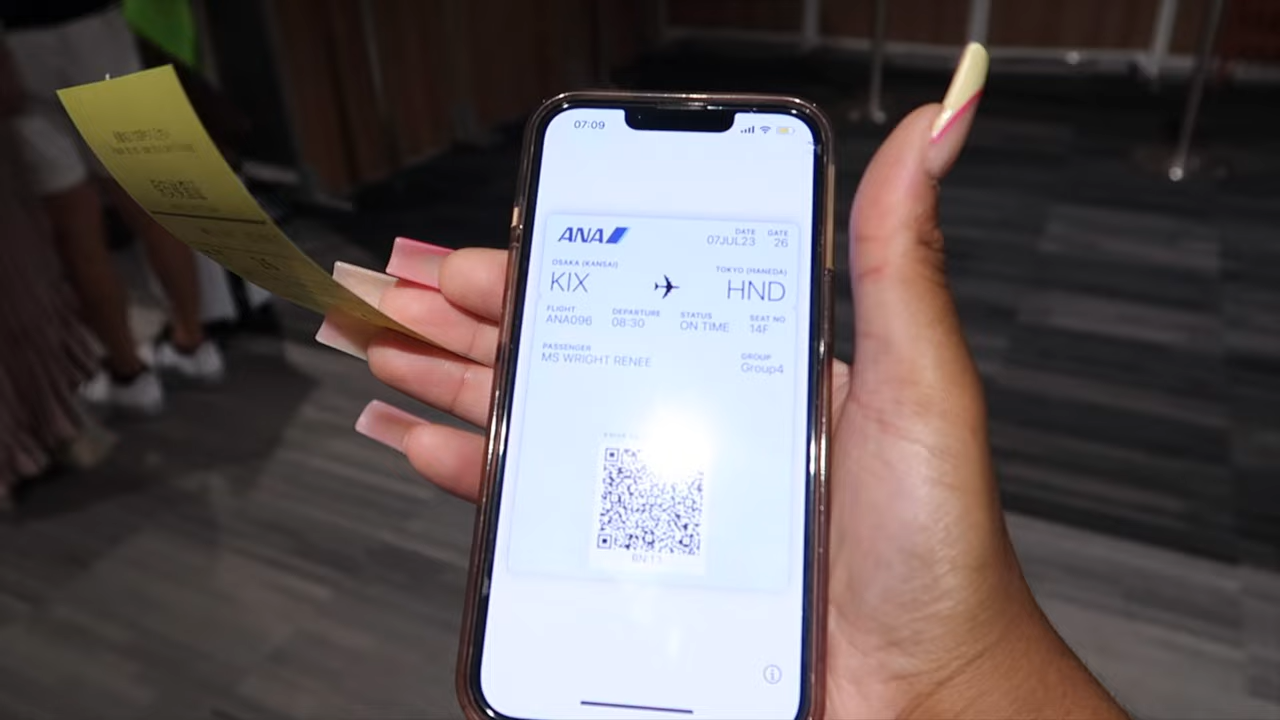 07:09
ANA
DATE GATE
07JUL23 26
OSAKA (KANSAI) TOKYO (HANEDA)
KIX HND
FLIGHT DEPARTURE STATUS SEAT NO
ANA096 08:30 ON TIME 14F
PASSENGER GROUP
MS WRIGHT RENEE Group4